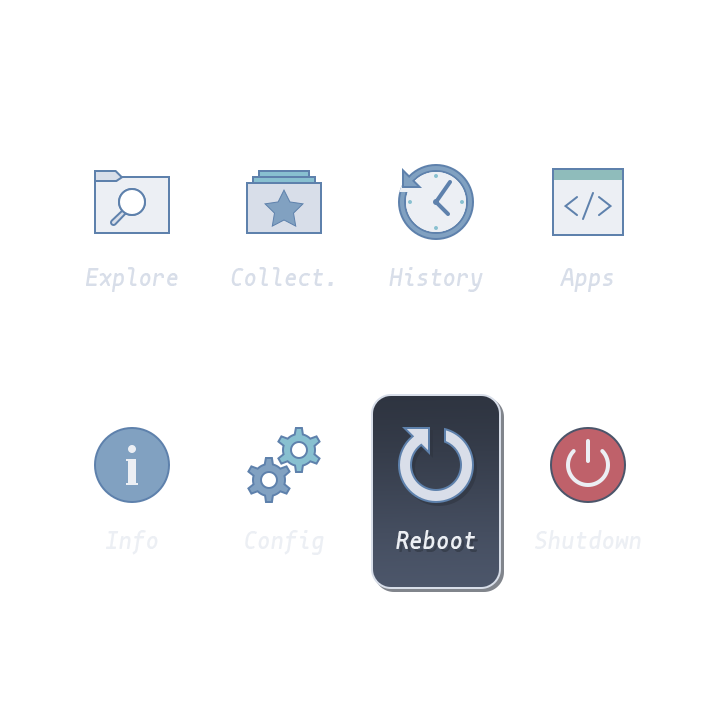 Explore
Collect.
History
Apps
Info
Config
Reboot
Shutdown